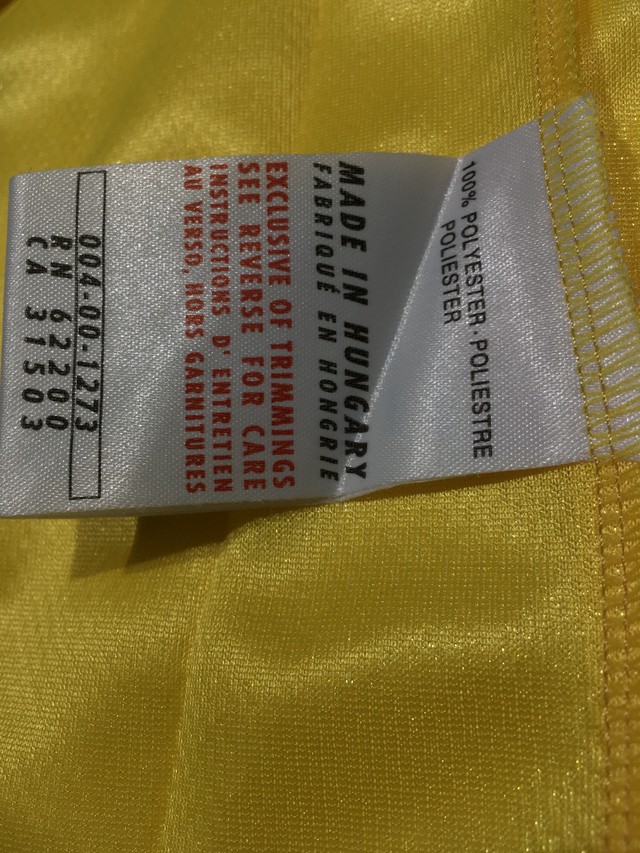 100% POLYESTER · POLIESTRE
POLIESTER
MADE IN HUNGARY
FABRIQUÉ EN HONGRIE
EXCLUSIVE OF TRIMMINGS
SEE REVERSE FOR CARE
INSTRUCTIONS D' ENTRETIEN
AU VERSO, HORS GARNITURES
004-00-1273
RN 62200
CA 31503